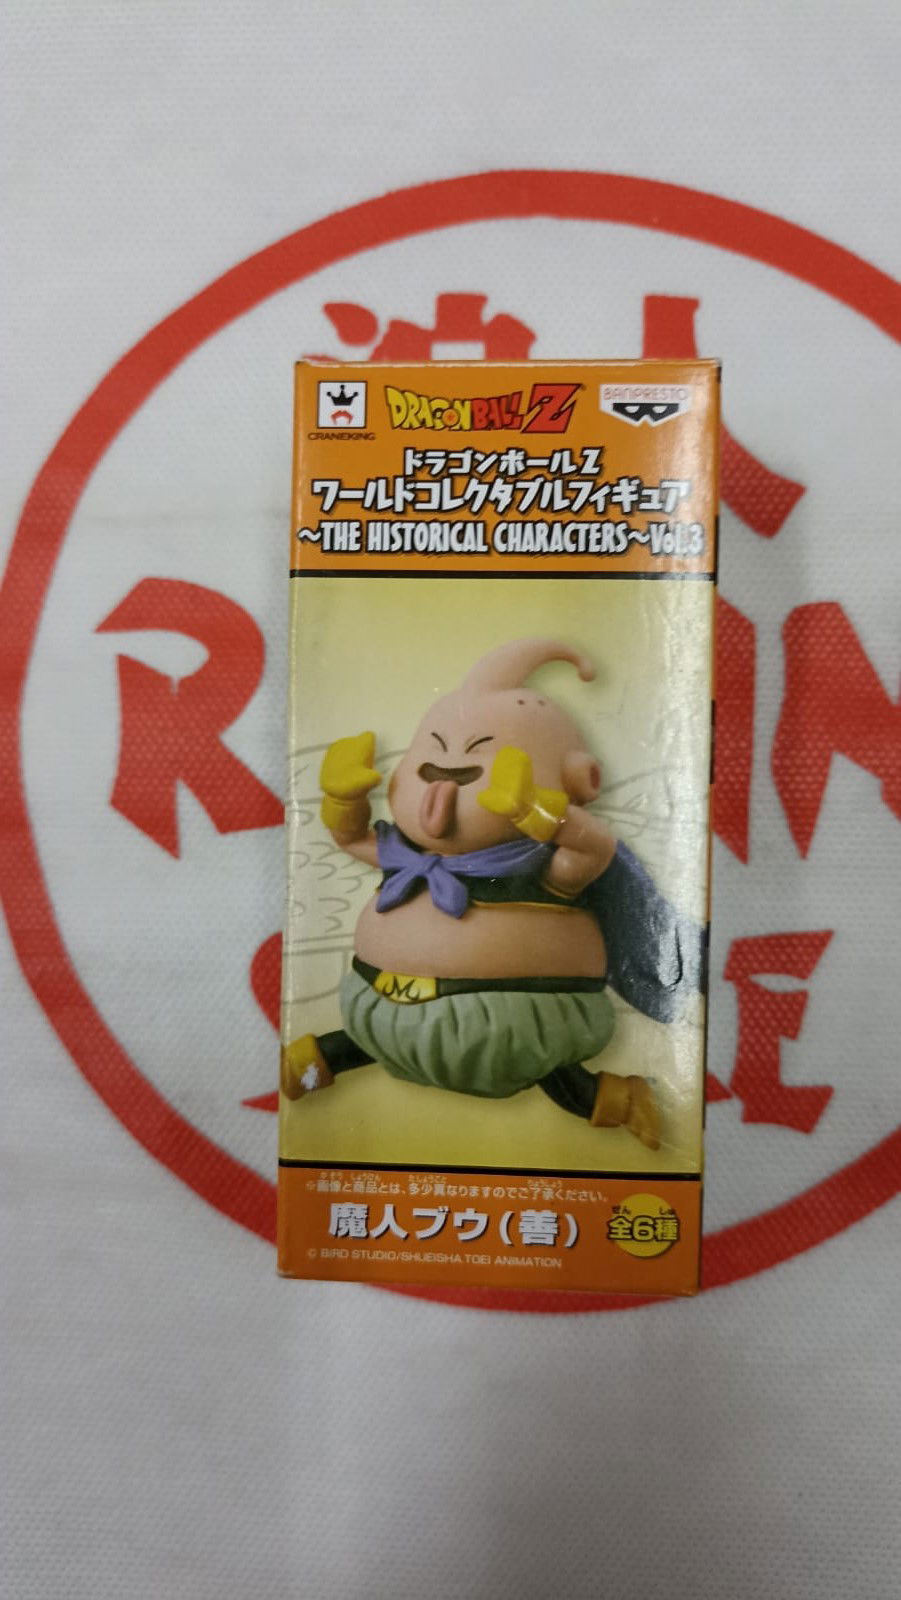 浪人
CRANEKING
DRAGONBALL Z
BANPRESTO
ドラゴンボールZ
ワールドコレクタブルフィギュア
～THE HISTORICAL CHARACTERS～Vol.3
M
※画像と商品とは、多少異なりますのでご了承ください。
魔人ブウ(善)
全6種
© BIRD STUDIO/SHUEISHA,TOEI ANIMATION